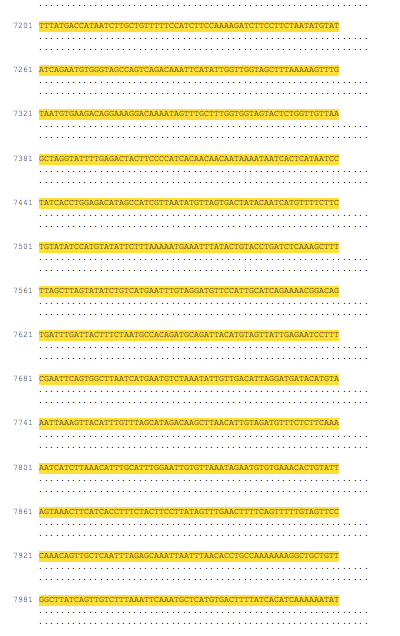 7201 TTTATGACCATAATCTTGCTGTTTTTCCATCTTCCAAAAGATCTTCCTTCTAATATGTAT
7261 ATCAGAATGTGGGTAGCCAGTCAGACAAATTCATATTGGTTGGTAGCTTTAAAAAGTTTG
7321 TAATGTGAAGACAGGAAAGGACAAAATAGTTTGCTTTGGTGGTAGTACTCTGGTTGTTAA
7381 GCTAGGTATTTTGAGACTACTTCCCCATCACAACAACAATAAAATAATCACTCATAATCC
7441 TATCACCTGGAGACATAGCCATCGTTAATATGTTAGTGACTATACAATCATGTTTTCTTC
7501 TGTATATCCATGTATATTCTTTAAAAATGAAATTTATACTGTACCTGATCTCAAAGCTTT
7561 TTAGCTTAGTATATCTGTCATGAATTTGTAGGATGTTCCATTGCATCAGAAAACGGACAG
7621 TGATTTGATTACTTTCTAATGCCACAGATGCAGATTACATGTAGTTATTGAGAATCCTTT
7681 CGAATTCAGTGGCTTAATCATGAATGTCTAAATATTGTTGACATTAGGATGATACATGTA
7741 AATTAAAGTTACATTTGTTTAGCATAGACAAGCTTAACATTGTAGATGTTTCTCTTCAAA
7801 AATCATCTTAAACATTTGCATTTGGAATTGTGTTAAATAGAATGTGTGAAACACTGTATT
7861 AGTAAACTTCATCACCTTTCTACTTCCTTATAGTTTGAACTTTTCAGTTTTTGTAGTTCC
7921 CAAACAGTTGCTCAATTTAGAGCAAATTAATTTAACACCTGCCAAAAAAAGGCTGCTGTT
7981 GGCTTATCAGTTGTCTTTAAATTCAAATGCTCATGTGACTTTTATCACATCAAAAAATAT